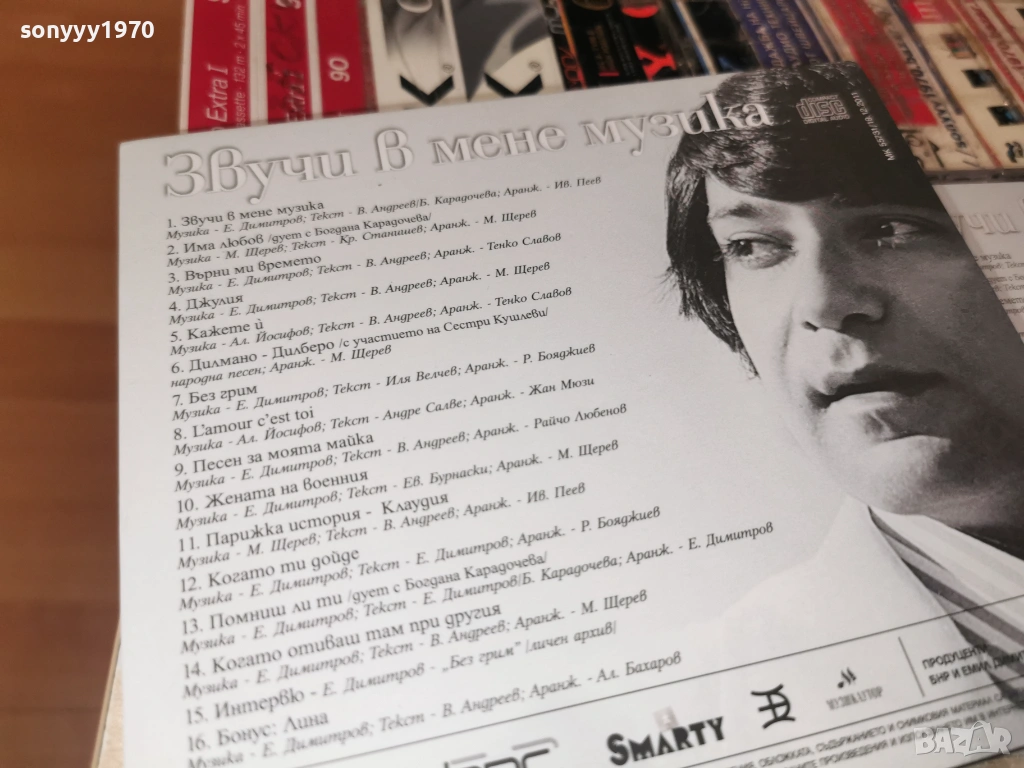 sonyyy1970
Extra I
90
Звучи в мене музика
disc
DIGITAL AUDIO
1. Звучи в мене музика
Музика - Е. Димитров; Текст - В. Андреев/Б. Карадочева; Аранж. - Ив. Пеев
2. Има любов /дует с Богдана Карадочева/
Музика - М. Щерев; Текст - Кр. Станишев; Аранж. - М. Щерев
3. Върни ми времето
Музика - Е. Димитров; Текст - В. Андреев; Аранж. - Тенко Славов
4. Джулия
Музика - Е. Димитров; Текст - В. Андреев; Аранж. - М. Щерев
5. Кажете ѝ
Музика - Ал. Йосифов; Текст - В. Андреев; Аранж. - Тенко Славов
6. Дилмано - Дилберо /с участието на Сестри Кушлеви/
народна песен; Аранж. - М. Щерев
7. Без грим
Музика - Е. Димитров; Текст - Иля Велчев; Аранж. - Р. Бояджиев
8. L'amour c'est toi
Музика - Ал. Йосифов; Текст - Андре Салве; Аранж. - Жан Мюзи
9. Песен за моята майка
Музика - Е. Димитров; Текст - В. Андреев; Аранж. - Райчо Любенов
10. Жената на военния
Музика - Е. Димитров; Текст - Ев. Бурнаски; Аранж. - М. Щерев
11. Парижка история - Клаудия
Музика - М. Щерев; Текст - В. Андреев; Аранж. - Ив. Пеев
12. Когато ти дойде
Музика - Е. Димитров; Текст - Е. Димитров; Аранж. - Р. Бояджиев
13. Помниш ли ти /дует с Богдана Карадочева/
Музика - Е. Димитров; Текст - Е. Димитров/Б. Карадочева; Аранж. - Е. Димитров
14. Когато отиваш там при другия
Музика - Е. Димитров; Текст - В. Андреев; Аранж. - М. Щерев
15. Интервю - Е. Димитров - „Без грим" /личен архив/
16. Бонус: Лина
Музика - Е. Димитров; Текст - В. Андреев; Аранж. - Ал. Бахаров
SMARTY
МУЗИКАУТОР
ПРОДУЦЕНТИ
БНР И ЕМИЛ ДИМИТ
BAZAR